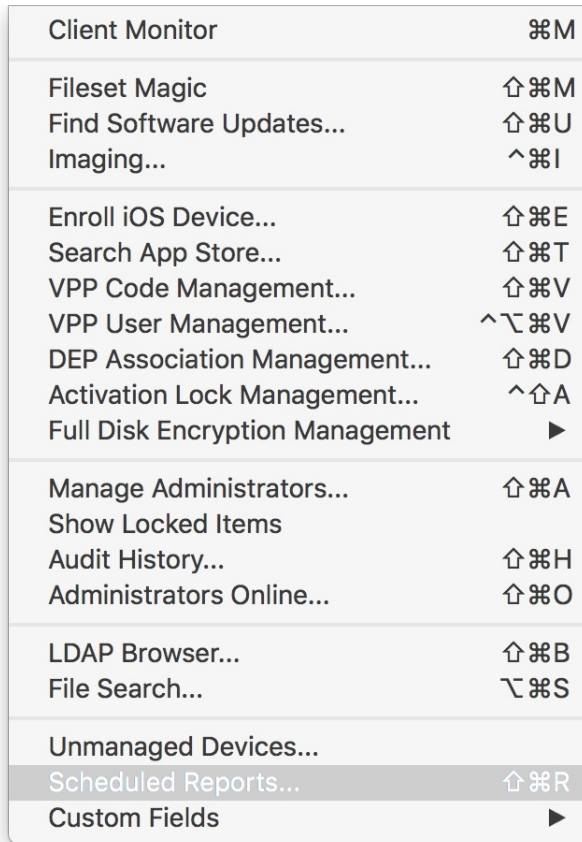 Client Monitor ⌘M
Fileset Magic ⇧⌘M
Find Software Updates... ⇧⌘U
Imaging... ^⌘I
Enroll iOS Device... ⇧⌘E
Search App Store... ⇧⌘T
VPP Code Management... ⇧⌘V
VPP User Management... ^⌥⌘V
DEP Association Management... ⇧⌘D
Activation Lock Management... ^⇧A
Full Disk Encryption Management ▶
Manage Administrators... ⇧⌘A
Show Locked Items
Audit History... ⇧⌘H
Administrators Online... ⇧⌘O
LDAP Browser... ⇧⌘B
File Search... ⌥⌘S
Unmanaged Devices...
Scheduled Reports... ⇧⌘R
Custom Fields ▶